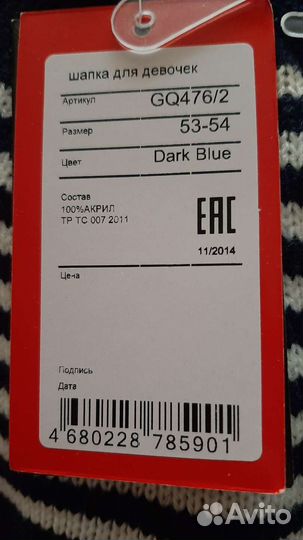 шапка для девочек
Артикул GQ476/2
Размер 53-54
Цвет Dark Blue
Состав
100%АКРИЛ
ТР ТС 007 2011
ЕАС
11/2014
Цена
Подпись
Дата
4 680228 785901
Avito